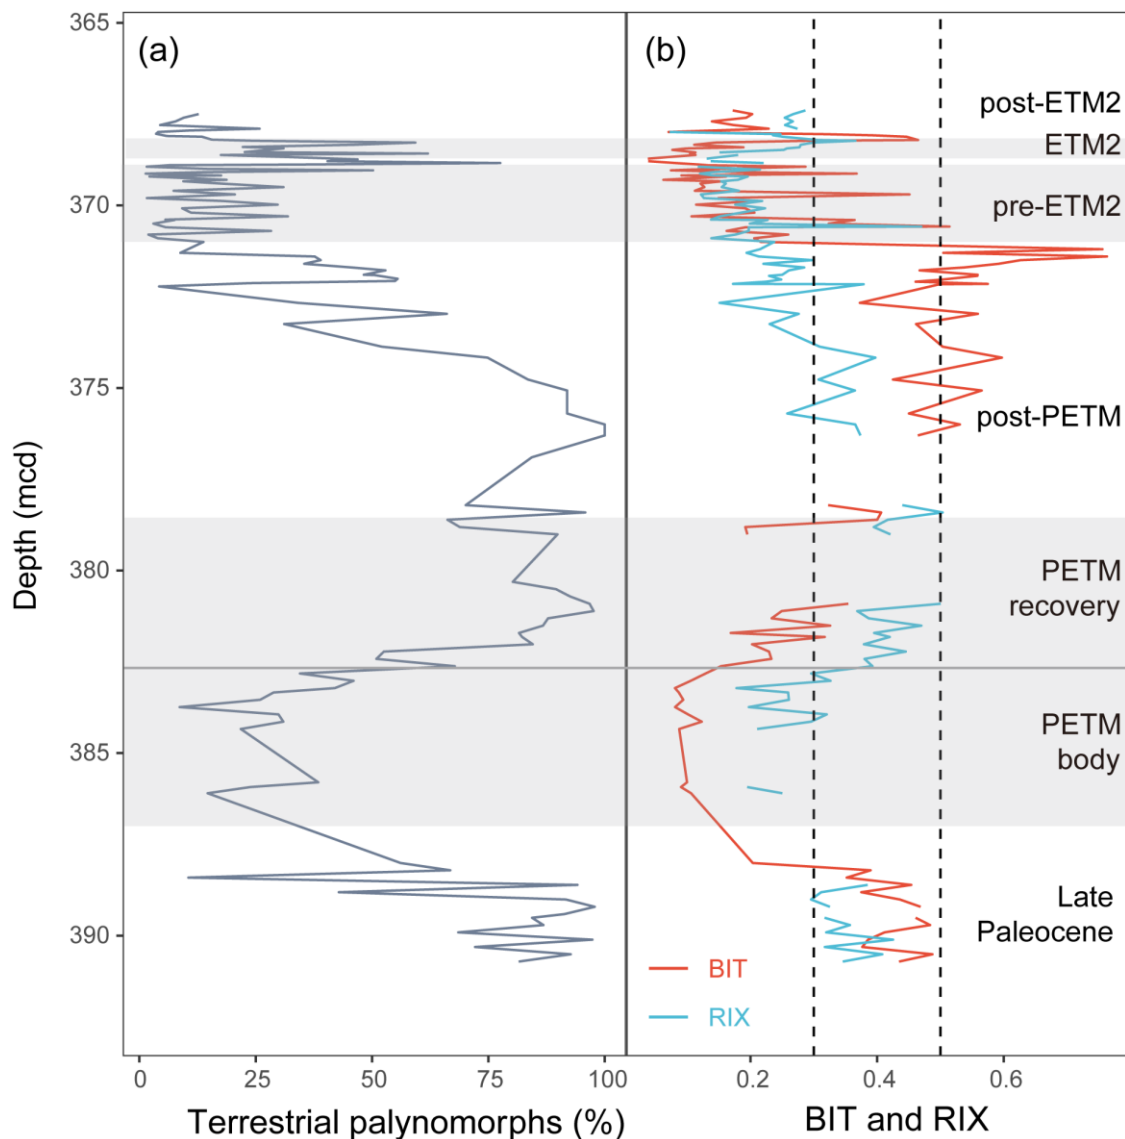 (a)
(b)
365
370
375
380
385
390
Depth (mcd)
post-ETM2
ETM2
pre-ETM2
post-PETM
PETM
recovery
PETM
body
Late
Paleocene
BIT
RIX
0
25
50
75
100
0.2
0.4
0.6
Terrestrial palynomorphs (%)
BIT and RIX